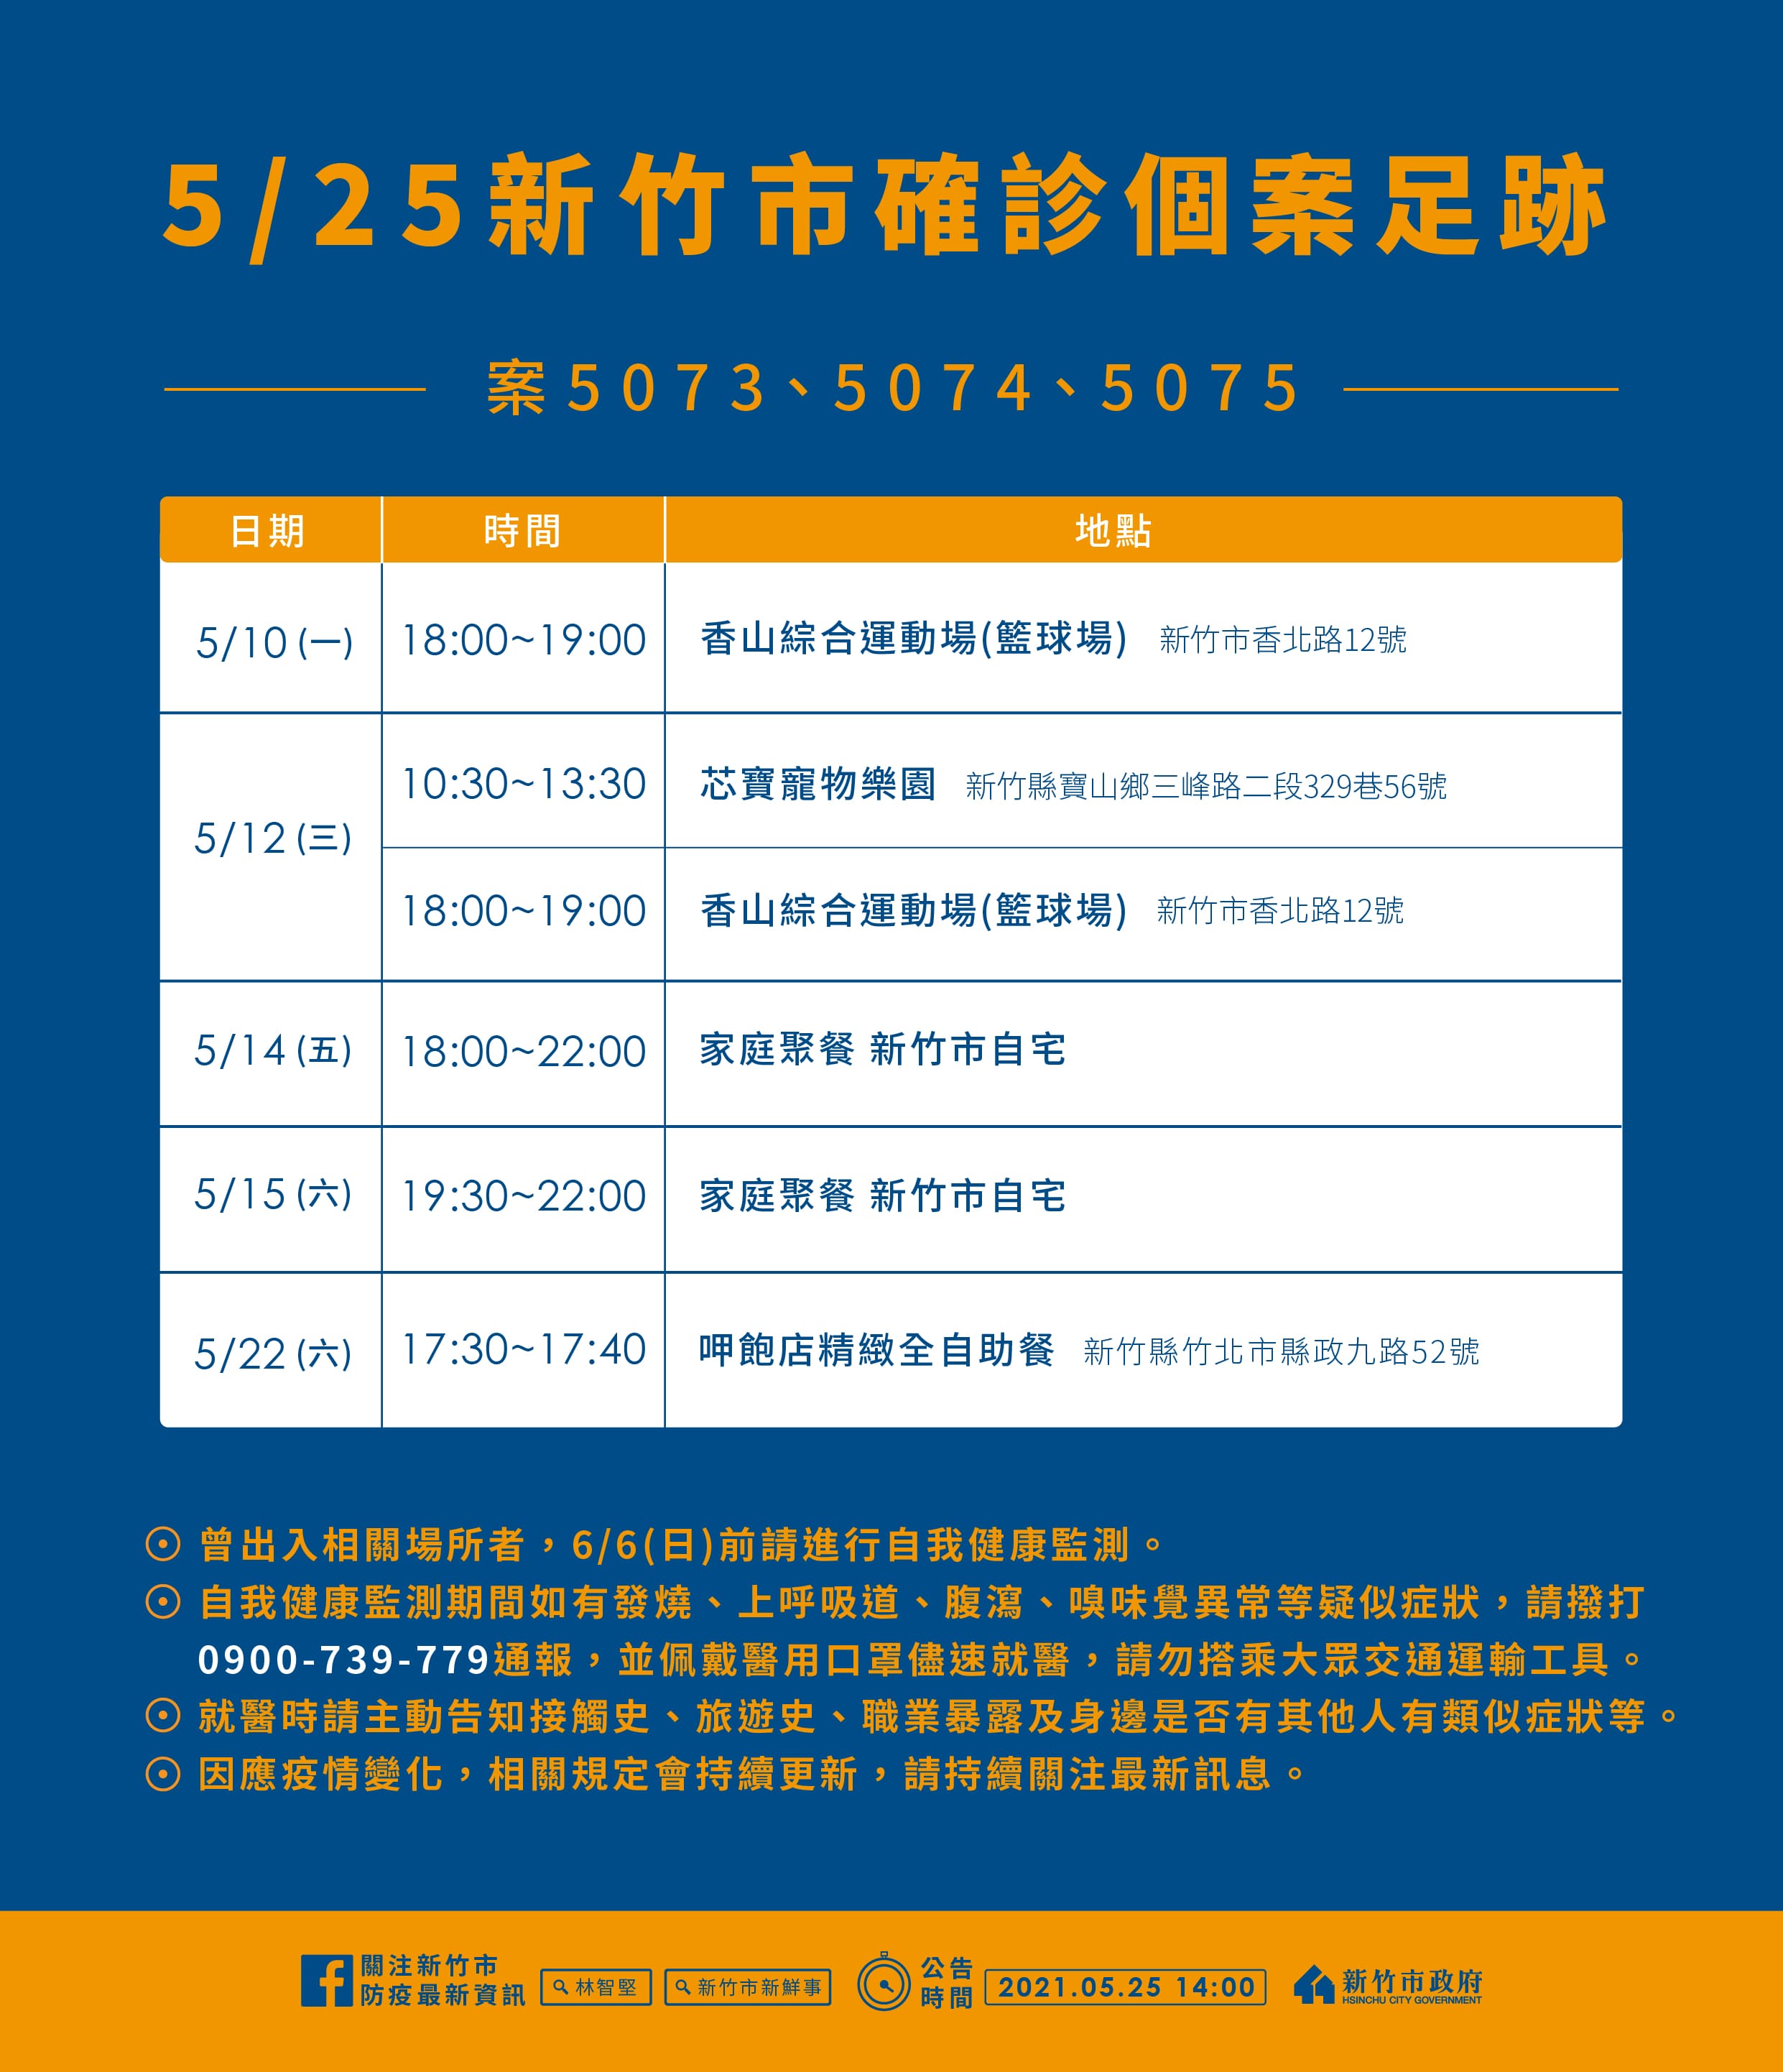 5/25新竹市確診個案足跡
案5073、5074、5075
日期 時間 地點
5/10 (一) 18:00~19:00 香山綜合運動場(籃球場) 新竹市香北路12號
5/12 (三)
10:30~13:30 芯寶寵物樂園 新竹縣寶山鄉三峰路二段329巷56號
18:00~19:00 香山綜合運動場(籃球場) 新竹市香北路12號
5/14 (五) 18:00~22:00 家庭聚餐 新竹市自宅
5/15 (六) 19:30~22:00 家庭聚餐 新竹市自宅
5/22 (六) 17:30~17:40 呷飽店精緻全自助餐 新竹縣竹北市縣政九路52號
曾出入相關場所者，6/6(日)前請進行自我健康監測。
自我健康監測期間如有發燒、上呼吸道、腹瀉、嗅味覺異常等疑似症狀，請撥打
0900-739-779通報，並佩戴醫用口罩儘速就醫，請勿搭乘大眾交通運輸工具。
就醫時請主動告知接觸史、旅遊史、職業暴露及身邊是否有其他人有類似症狀等。
因應疫情變化，相關規定會持續更新，請持續關注最新訊息。
關注新竹市
防疫最新資訊
林智堅
新竹市新鮮事
公告
時間
2021.05.25 14:00
新竹市政府
HSINCHU CITY GOVERNMENT